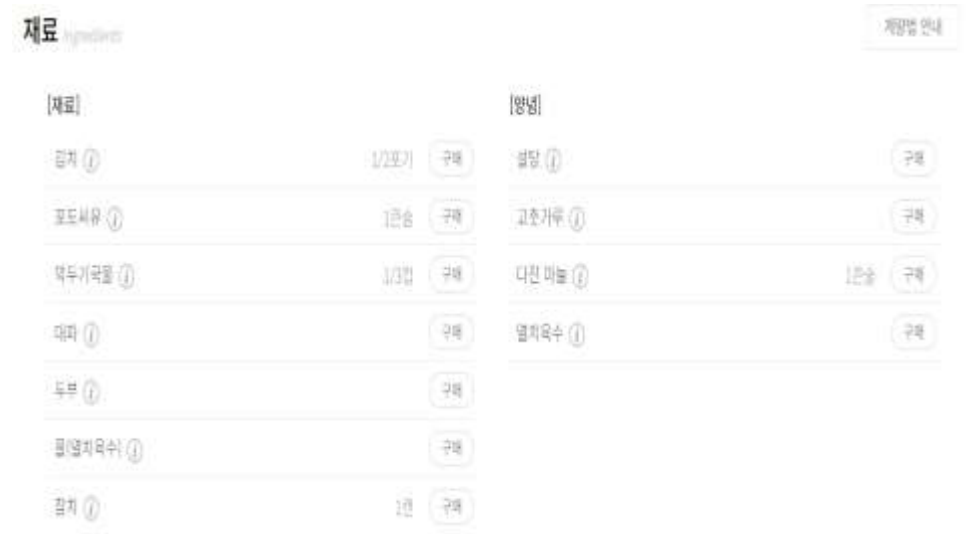 재료 Ingredients
계량법 안내
[재료]
김치 ⓘ 1/2포기 구매
포도씨유 ⓘ 1큰술 구매
깍두기국물 ⓘ 1/3컵 구매
대파 ⓘ 구매
두부 ⓘ 구매
물(멸치육수) ⓘ 구매
참치 ⓘ 1캔 구매
[양념]
설탕 ⓘ 구매
고춧가루 ⓘ 구매
다진 마늘 ⓘ 1큰술 구매
멸치육수 ⓘ 구매